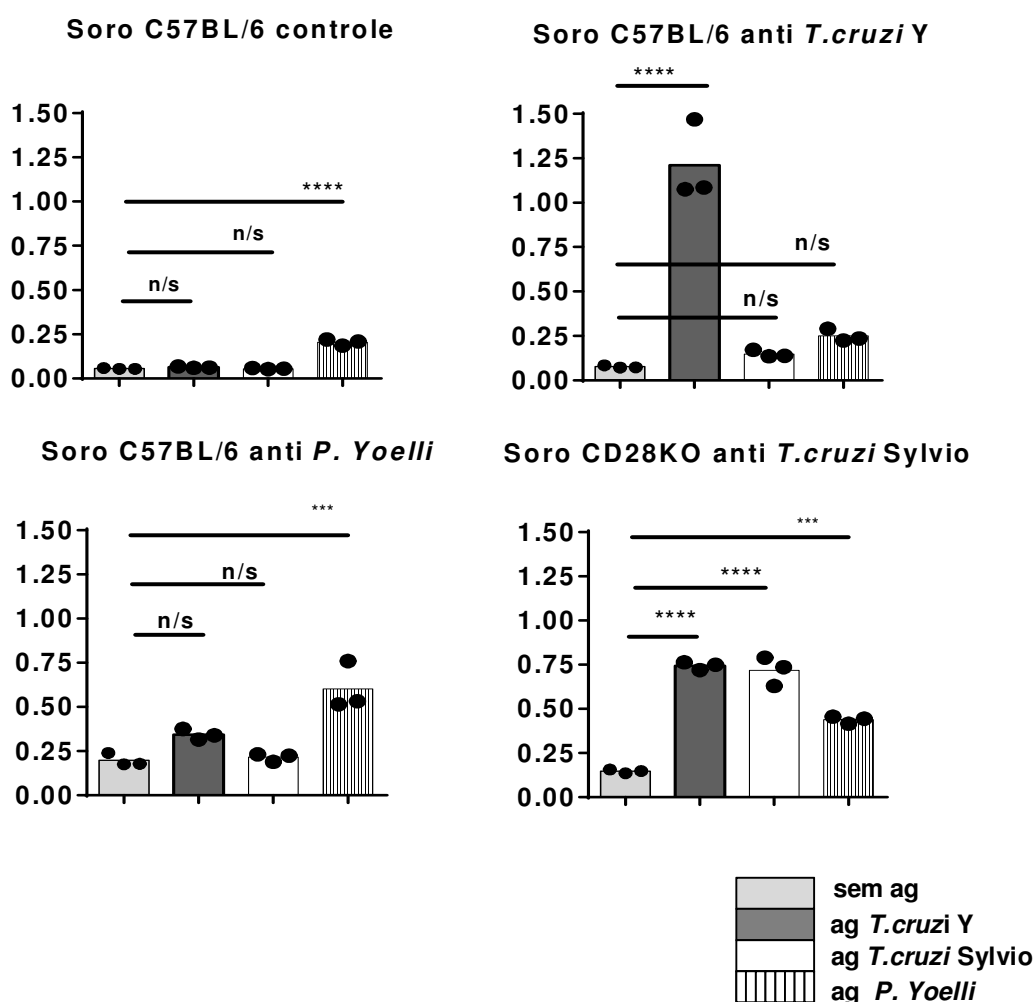 Soro C57BL/6 controle
1.50
1.25
1.00
0.75
0.50
0.25
0.00
****
n/s
n/s
Soro C57BL/6 anti T.cruzi Y
1.50
1.25
1.00
0.75
0.50
0.25
0.00
****
n/s
n/s
Soro C57BL/6 anti P. Yoelli
1.50
1.25
1.00
0.75
0.50
0.25
0.00
***
n/s
n/s
Soro CD28KO anti T.cruzi Sylvio
1.50
1.25
1.00
0.75
0.50
0.25
0.00
***
****
****
sem ag
ag T.cruzi Y
ag T.cruzi Sylvio
ag P. Yoelli